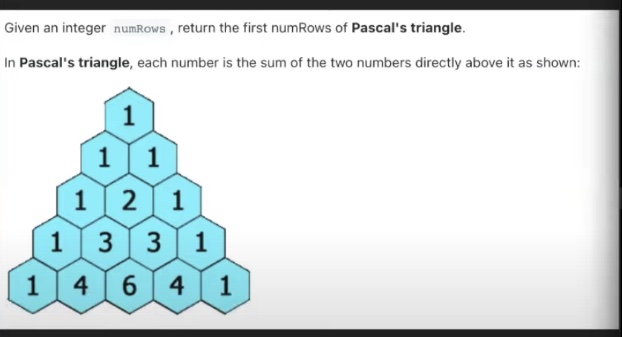 Given an integer numRows , return the first numRows of Pascal's triangle.
In Pascal's triangle, each number is the sum of the two numbers directly above it as shown:
1
1 1
1 2 1
1 3 3 1
1 4 6 4 1